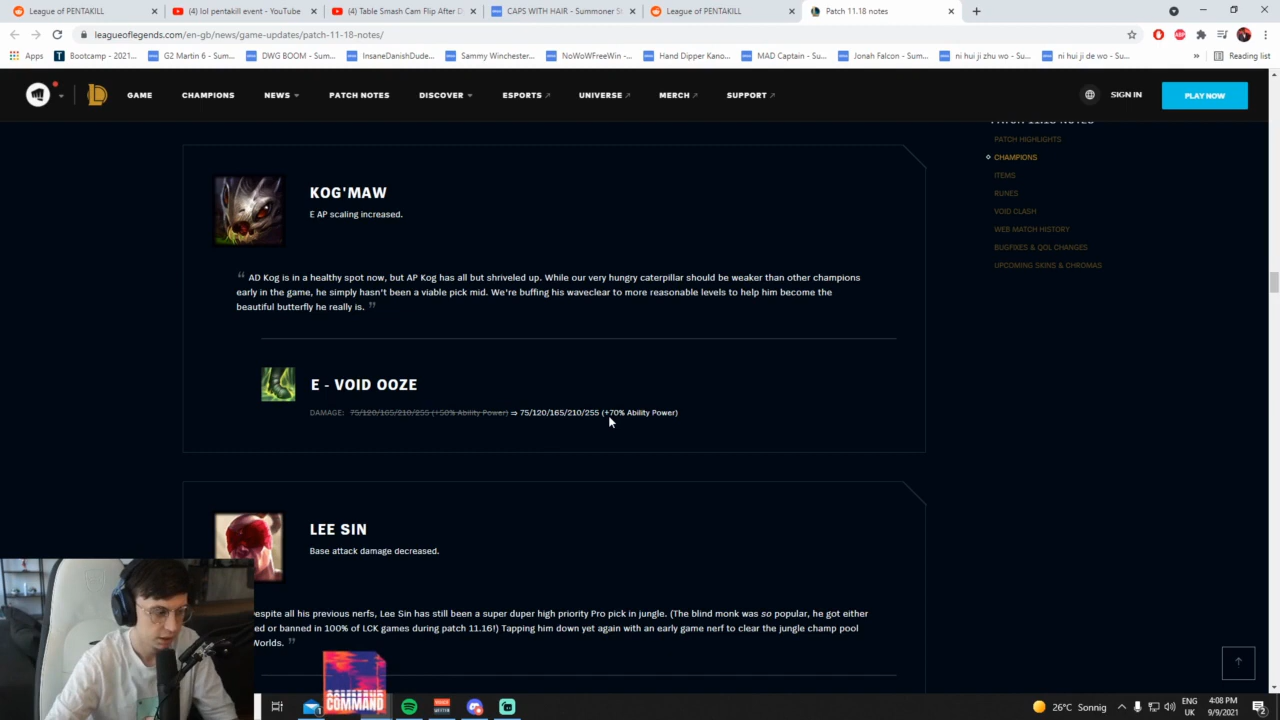 League of PENTAKILL
(4) lol pentakill event - YouTube
(4) Table Smash Cam Flip After D
CAPS WITH HAIR - Summoner S
League of PENTAKILL
Patch 11.18 notes
leagueoflegends.com/en-gb/news/game-updates/patch-11-18-notes/
Apps
Bootcamp - 2021...
G2 Martin 6 - Sum...
DWG BOOM - Sum...
InsaneDanishDude...
Sammy Winchester...
NoWoWFreeWin -...
Hand Dipper Kano...
MAD Captain - Su...
Jonah Falcon - Sum...
ni hui ji zhu wo - Su...
ni hui ji de wo - Su...
Reading list
GAME
CHAMPIONS
NEWS
PATCH NOTES
DISCOVER
ESPORTS
UNIVERSE
MERCH
SUPPORT
SIGN IN
PLAY NOW
PATCH 11.18 NOTES
PATCH HIGHLIGHTS
CHAMPIONS
ITEMS
RUNES
VOID CLASH
WEB MATCH HISTORY
BUGFIXES & QOL CHANGES
UPCOMING SKINS & CHROMAS
KOG'MAW
E AP scaling increased.
“ AD Kog is in a healthy spot now, but AP Kog has all but shriveled up. While our very hungry caterpillar should be weaker than other champions
early in the game, he simply hasn't been a viable pick mid. We're buffing his waveclear to more reasonable levels to help him become the
beautiful butterfly he really is. ”
E - VOID OOZE
DAMAGE: 75/120/165/210/255 (+50% Ability Power) ⇒ 75/120/165/210/255 (+70% Ability Power)
LEE SIN
Base attack damage decreased.
espite all his previous nerfs, Lee Sin has still been a super duper high priority Pro pick in jungle. (The blind monk was so popular, he got either
ed or banned in 100% of LCK games during patch 11.16!) Tapping him down yet again with an early game nerf to clear the jungle champ pool
Worlds. ”
COMMAND
26°C Sonnig
ENG
UK
4:08 PM
9/9/2021
2